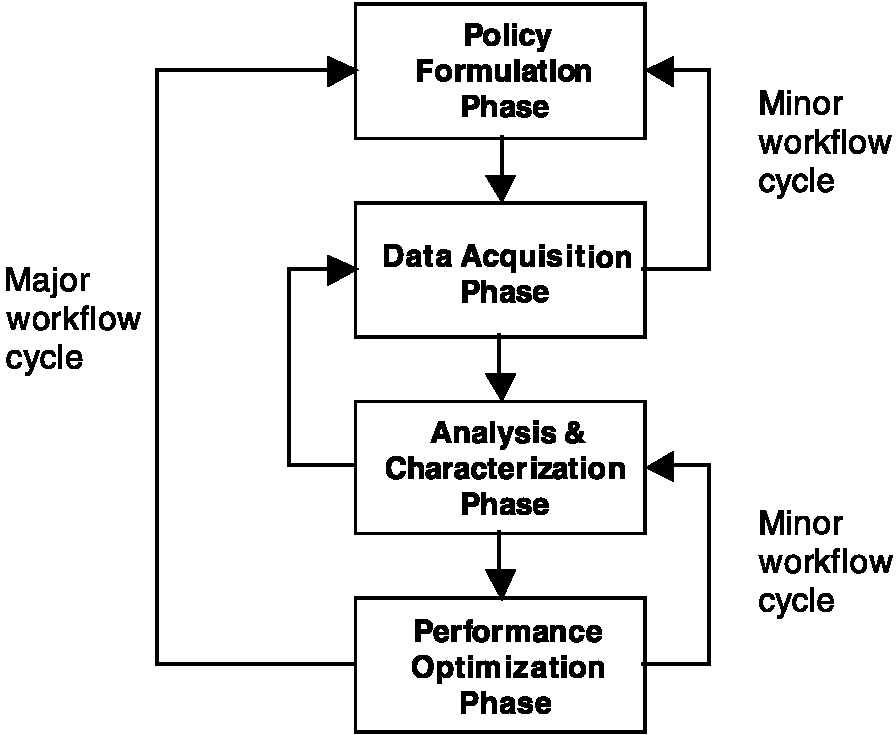 Policy
Formulation
Phase
Minor
workflow
cycle
Data Acquisition
Phase
Major
workflow
cycle
Analysis &
Characterization
Phase
Minor
workflow
cycle
Performance
Optimization
Phase